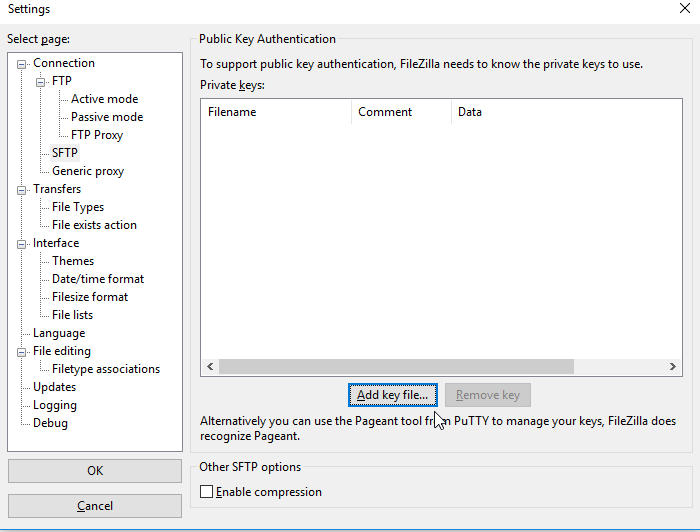 Settings
Select page:
Connection
FTP
Active mode
Passive mode
FTP Proxy
SFTP
Generic proxy
Transfers
File Types
File exists action
Interface
Themes
Date/time format
Filesize format
File lists
Language
File editing
Filetype associations
Updates
Logging
Debug
OK
Cancel
Public Key Authentication
To support public key authentication, FileZilla needs to know the private keys to use.
Private keys:
Filename Comment Data
Add key file... Remove key
Alternatively you can use the Pageant tool from PuTTY to manage your keys, FileZilla does
recognize Pageant.
Other SFTP options
Enable compression